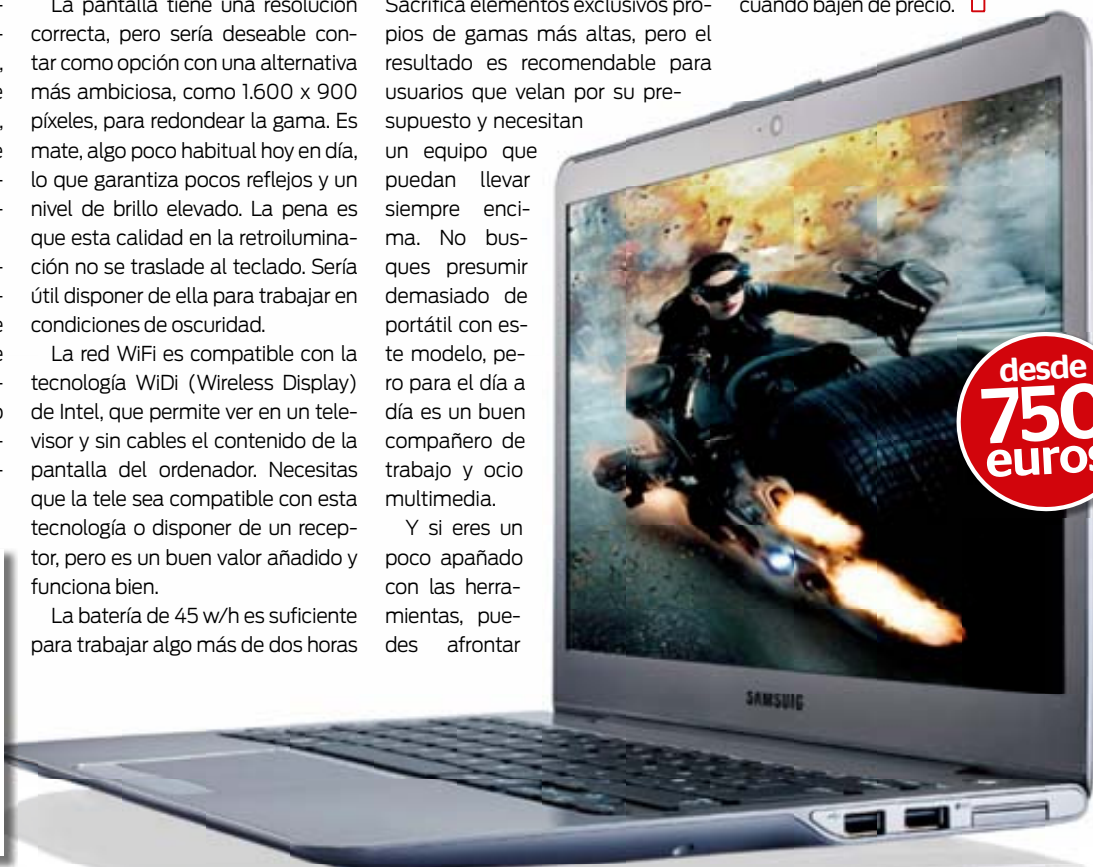 La pantalla tiene una resolución
correcta, pero sería deseable con-
tar como opción con una alternativa
más ambiciosa, como 1.600 x 900
píxeles, para redondear la gama. Es
mate, algo poco habitual hoy en día,
lo que garantiza pocos reflejos y un
nivel de brillo elevado. La pena es
que esta calidad en la retroilumina-
ción no se traslade al teclado. Sería
útil disponer de ella para trabajar en
condiciones de oscuridad.
La red WiFi es compatible con la
tecnología WiDi (Wireless Display)
de Intel, que permite ver en un tele-
visor y sin cables el contenido de la
pantalla del ordenador. Necesitas
que la tele sea compatible con esta
tecnología o disponer de un recep-
tor, pero es un buen valor añadido y
funciona bien.
La batería de 45 w/h es suficiente
para trabajar algo más de dos horas
Sacrifica elementos exclusivos pro-
pios de gamas más altas, pero el
resultado es recomendable para
usuarios que velan por su pre-
supuesto y necesitan
un equipo que
puedan llevar
siempre enci-
ma. No bus-
ques presumir
demasiado de
portátil con es-
te modelo, pe-
ro para el día a
día es un buen
compañero de
trabajo y ocio
multimedia.
Y si eres un
poco apañado
con las herra-
mientas, pue-
des afrontar
cuando bajen de precio.
desde
750
euros
SAMSUIG